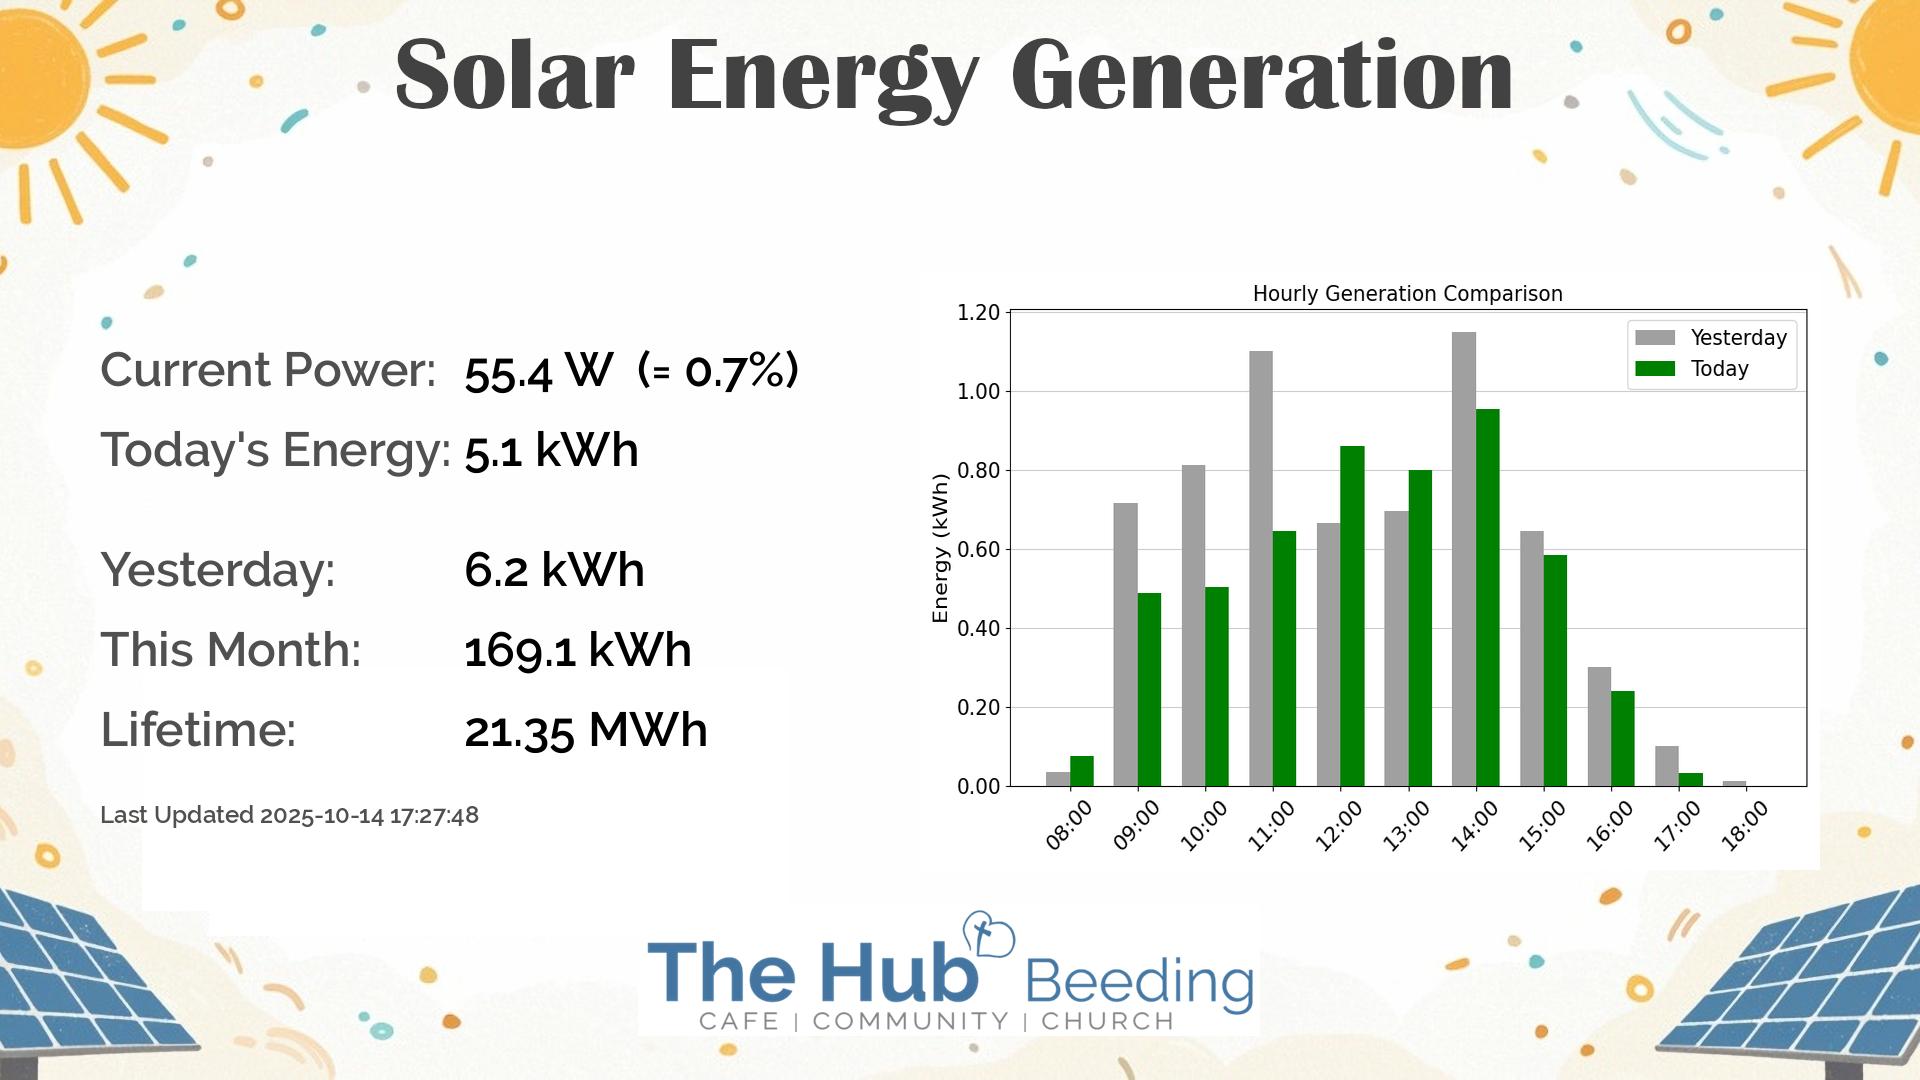 Solar Energy Generation
Current Power: 55.4 W (= 0.7%)
Today's Energy: 5.1 kWh
Yesterday: 6.2 kWh
This Month: 169.1 kWh
Lifetime: 21.35 MWh
Last Updated 2025-10-14 17:27:48
Hourly Generation Comparison
Yesterday
Today
Energy (kWh)
1.20
1.00
0.80
0.60
0.40
0.20
0.00
08:00 09:00 10:00 11:00 12:00 13:00 14:00 15:00 16:00 17:00 18:00
The Hub Beeding
CAFE | COMMUNITY | CHURCH